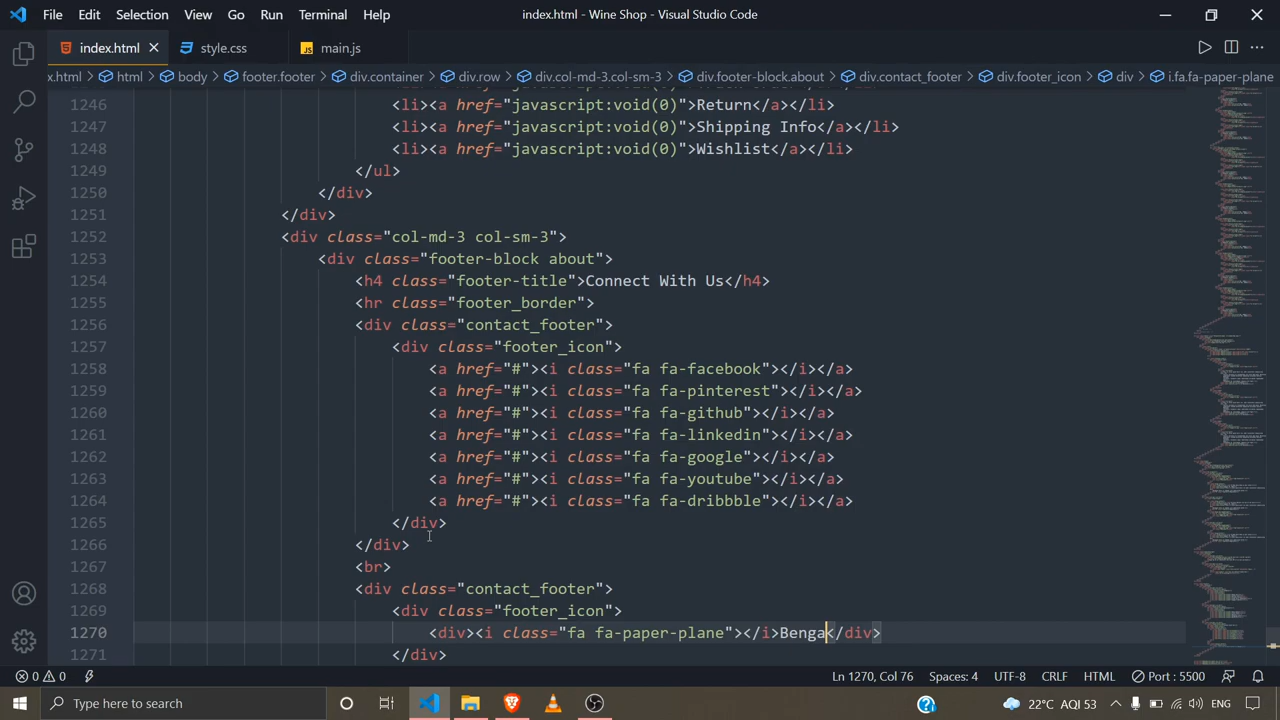 File Edit Selection View Go Run Terminal Help index.html - Wine Shop - Visual Studio Code
index.html style.css main.js
x.html html body footer.footer div.container div.row div.col-md-3.col-sm-3 div.footer-block.about div.contact_footer div.footer_icon div i.fa.fa-paper-plane
1246 <li><a href="javascript:void(0)">Return</a></li>
1247 <li><a href="javascript:void(0)">Shipping Info</a></li>
1248 <li><a href="javascript:void(0)">Wishlist</a></li>
1249 </ul>
1250 </div>
1251 </div>
1252 <div class="col-md-3 col-sm-3">
1253 <div class="footer-block about">
1254 <h4 class="footer-title">Connect With Us</h4>
1255 <hr class="footer_border">
1256 <div class="contact_footer">
1257 <div class="footer_icon">
1258 <a href="#"><i class="fa fa-facebook"></i></a>
1259 <a href="#"><i class="fa fa-pinterest"></i></a>
1260 <a href="#"><i class="fa fa-github"></i></a>
1261 <a href="#"><i class="fa fa-linkedin"></i></a>
1262 <a href="#"><i class="fa fa-google"></i></a>
1263 <a href="#"><i class="fa fa-youtube"></i></a>
1264 <a href="#"><i class="fa fa-dribbble"></i></a>
1265 </div>
1266 </div>
1267 <br>
1268 <div class="contact_footer">
1269 <div class="footer_icon">
1270 <div><i class="fa fa-paper-plane"></i>Benga</div>
1271 </div>
0 0 Ln 1270, Col 76 Spaces: 4 UTF-8 CRLF HTML Port : 5500
Type here to search 22°C AQI 53 ENG